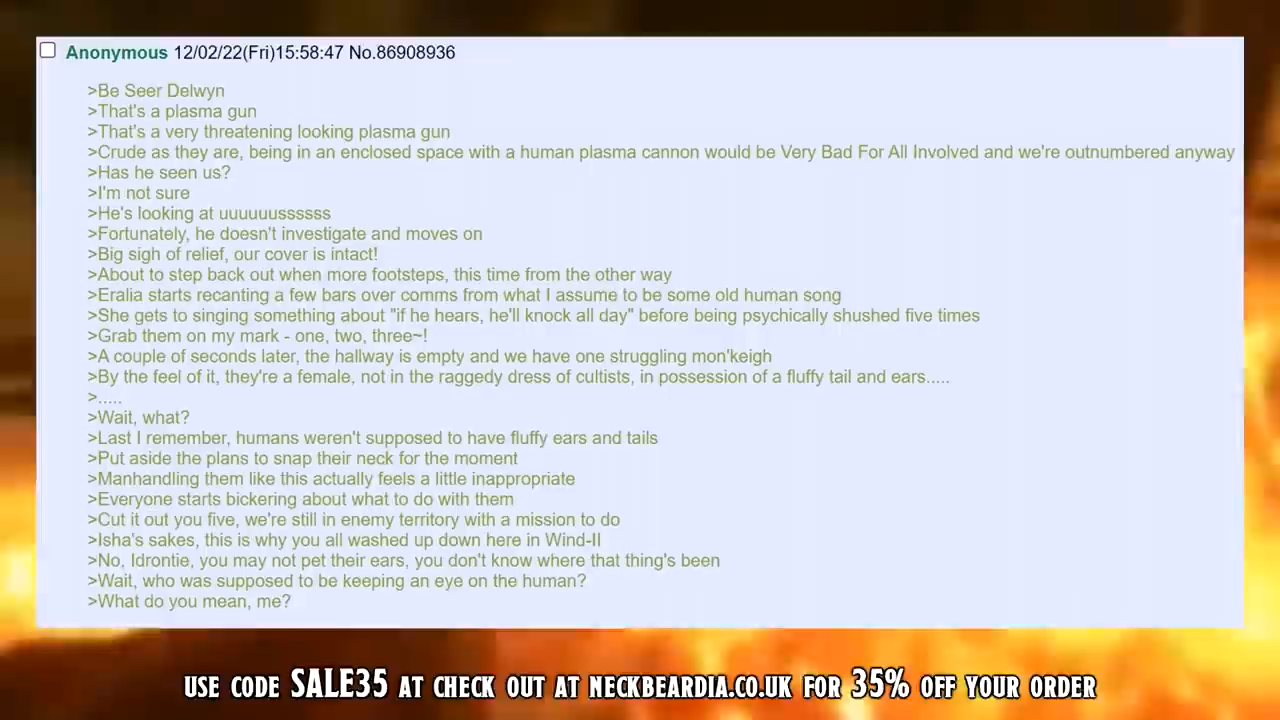 Anonymous 12/02/22(Fri)15:58:47 No.86908936
>Be Seer Delwyn
>That's a plasma gun
>That's a very threatening looking plasma gun
>Crude as they are, being in an enclosed space with a human plasma cannon would be Very Bad For All Involved and we're outnumbered anyway
>Has he seen us?
>I'm not sure
>He's looking at uuuuuussssss
>Fortunately, he doesn't investigate and moves on
>Big sigh of relief, our cover is intact!
>About to step back out when more footsteps, this time from the other way
>Eralia starts recanting a few bars over comms from what I assume to be some old human song
>She gets to singing something about "if he hears, he'll knock all day" before being psychically shushed five times
>Grab them on my mark - one, two, three~!
>A couple of seconds later, the hallway is empty and we have one struggling mon'keigh
>By the feel of it, they're a female, not in the raggedy dress of cultists, in possession of a fluffy tail and ears.....
>.....
>Wait, what?
>Last I remember, humans weren't supposed to have fluffy ears and tails
>Put aside the plans to snap their neck for the moment
>Manhandling them like this actually feels a little inappropriate
>Everyone starts bickering about what to do with them
>Cut it out you five, we're still in enemy territory with a mission to do
>Isha's sakes, this is why you all washed up down here in Wind-II
>No, Idrontie, you may not pet their ears, you don't know where that thing's been
>Wait, who was supposed to be keeping an eye on the human?
>What do you mean, me?
USE CODE SALE35 AT CHECK OUT AT NECKBEARDIA.CO.UK FOR 35% OFF YOUR ORDER